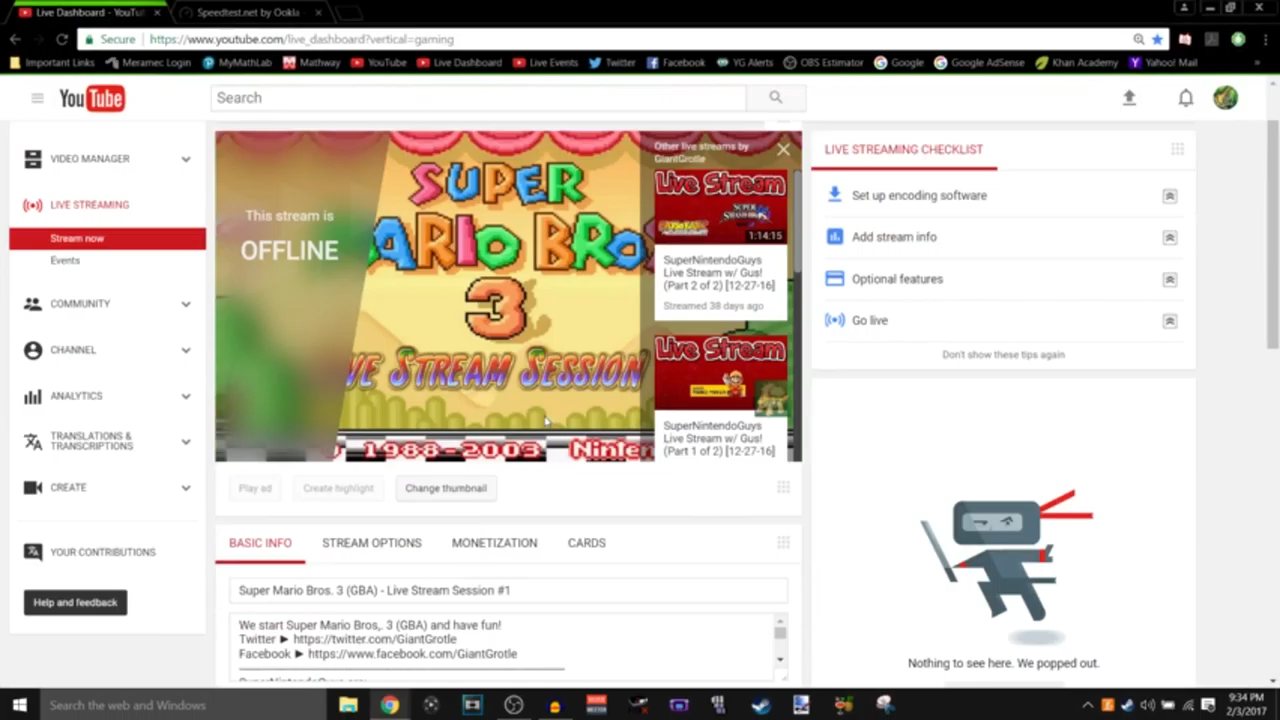 Live Dashboard - YouTu
Speedtest.net by Ookla
Secure
https://www.youtube.com/live_dashboard?vertical=gaming
Important Links
Meramec Login
MyMathLab
Mathway
YouTube
Live Dashboard
Live Events
Twitter
Facebook
YG Alerts
OBS Estimator
Google
Google AdSense
Khan Academy
Yahoo! Mail
YouTube
Search
VIDEO MANAGER
LIVE STREAMING
Stream now
Events
COMMUNITY
CHANNEL
ANALYTICS
TRANSLATIONS &
TRANSCRIPTIONS
CREATE
YOUR CONTRIBUTIONS
Help and feedback
This stream is
OFFLINE
SUPER
MARIO BRO
3
VE STREAM SESSION
1988-2003 Ninten
Other live streams by
GiantGrotle
Live Stream
1:14:15
SuperNintendoGuys
Live Stream w/ Gus!
(Part 2 of 2) [12-27-16]
Streamed 38 days ago
Live Stream
SuperNintendoGuys
Live Stream w/ Gus!
(Part 1 of 2) [12-27-16]
Play ad
Create highlight
Change thumbnail
BASIC INFO
STREAM OPTIONS
MONETIZATION
CARDS
Super Mario Bros. 3 (GBA) - Live Stream Session #1
We start Super Mario Bros,. 3 (GBA) and have fun!
Twitter ► https://twitter.com/GiantGrotle
Facebook ► https://www.facebook.com/GiantGrotle
LIVE STREAMING CHECKLIST
Set up encoding software
Add stream info
Optional features
Go live
Don't show these tips again
Nothing to see here. We popped out.
Search the web and Windows
9:34 PM
2/3/2017